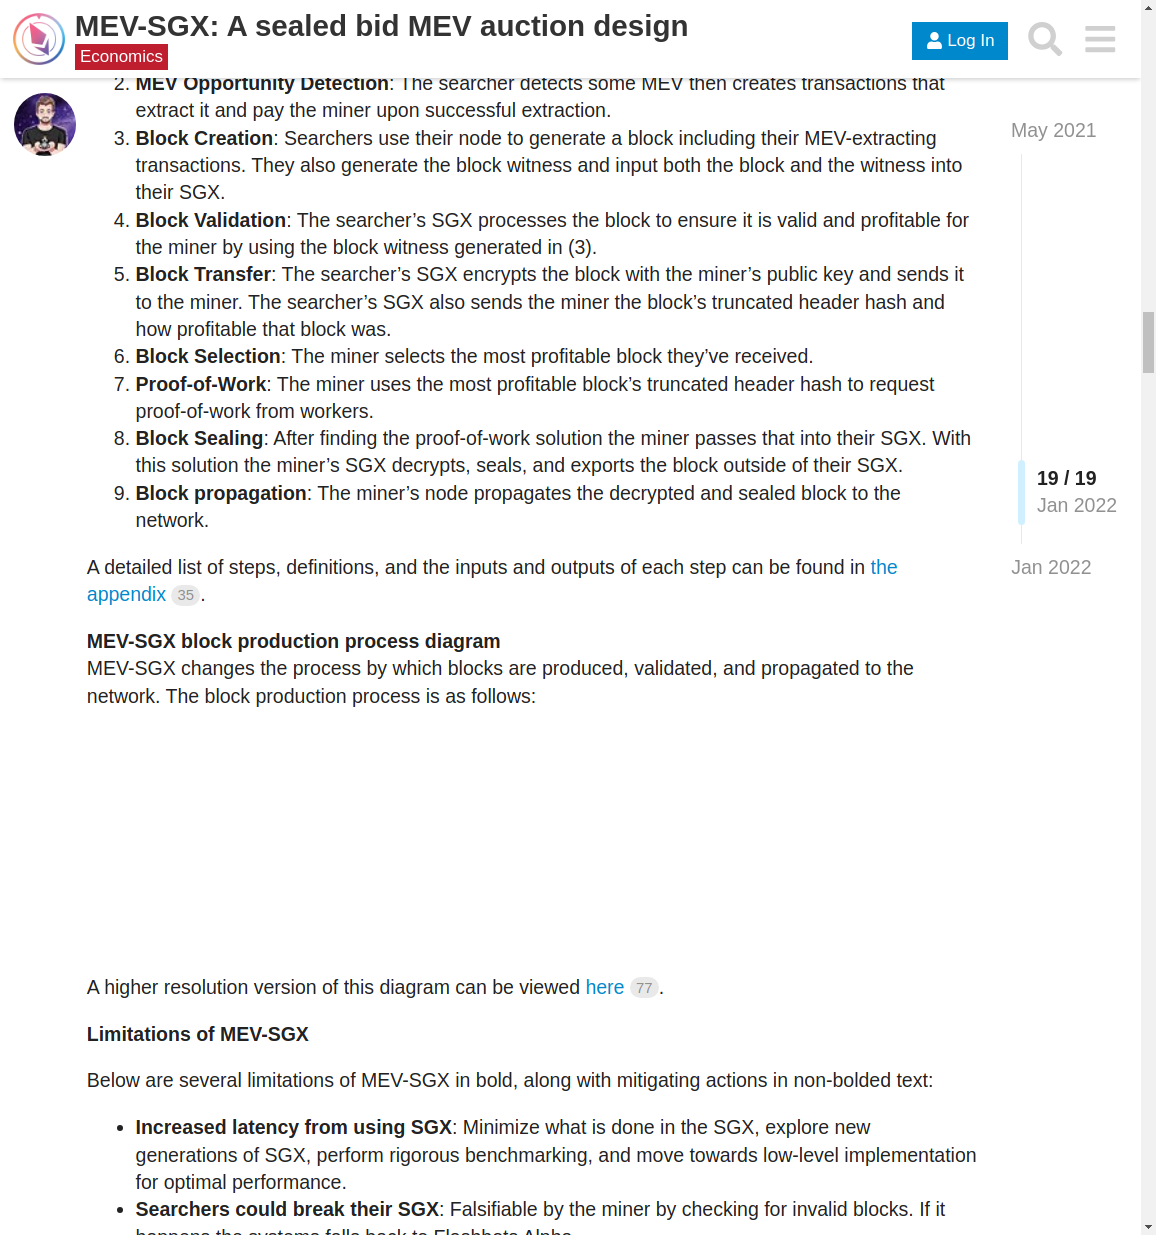 MEV-SGX: A sealed bid MEV auction design
Economics
Log In
2. MEV Opportunity Detection: The searcher detects some MEV then creates transactions that
extract it and pay the miner upon successful extraction.
3. Block Creation: Searchers use their node to generate a block including their MEV-extracting
transactions. They also generate the block witness and input both the block and the witness into
their SGX.
4. Block Validation: The searcher’s SGX processes the block to ensure it is valid and profitable for
the miner by using the block witness generated in (3).
5. Block Transfer: The searcher’s SGX encrypts the block with the miner’s public key and sends it
to the miner. The searcher’s SGX also sends the miner the block’s truncated header hash and
how profitable that block was.
6. Block Selection: The miner selects the most profitable block they’ve received.
7. Proof-of-Work: The miner uses the most profitable block’s truncated header hash to request
proof-of-work from workers.
8. Block Sealing: After finding the proof-of-work solution the miner passes that into their SGX. With
this solution the miner’s SGX decrypts, seals, and exports the block outside of their SGX.
9. Block propagation: The miner’s node propagates the decrypted and sealed block to the
network.
A detailed list of steps, definitions, and the inputs and outputs of each step can be found in the
appendix 35.
MEV-SGX block production process diagram
MEV-SGX changes the process by which blocks are produced, validated, and propagated to the
network. The block production process is as follows:
A higher resolution version of this diagram can be viewed here 77.
Limitations of MEV-SGX
Below are several limitations of MEV-SGX in bold, along with mitigating actions in non-bolded text:
• Increased latency from using SGX: Minimize what is done in the SGX, explore new
generations of SGX, perform rigorous benchmarking, and move towards low-level implementation
for optimal performance.
• Searchers could break their SGX: Falsifiable by the miner by checking for invalid blocks. If it
happens the systems falls back to Flashbots Alpha.
May 2021
19 / 19
Jan 2022
Jan 2022